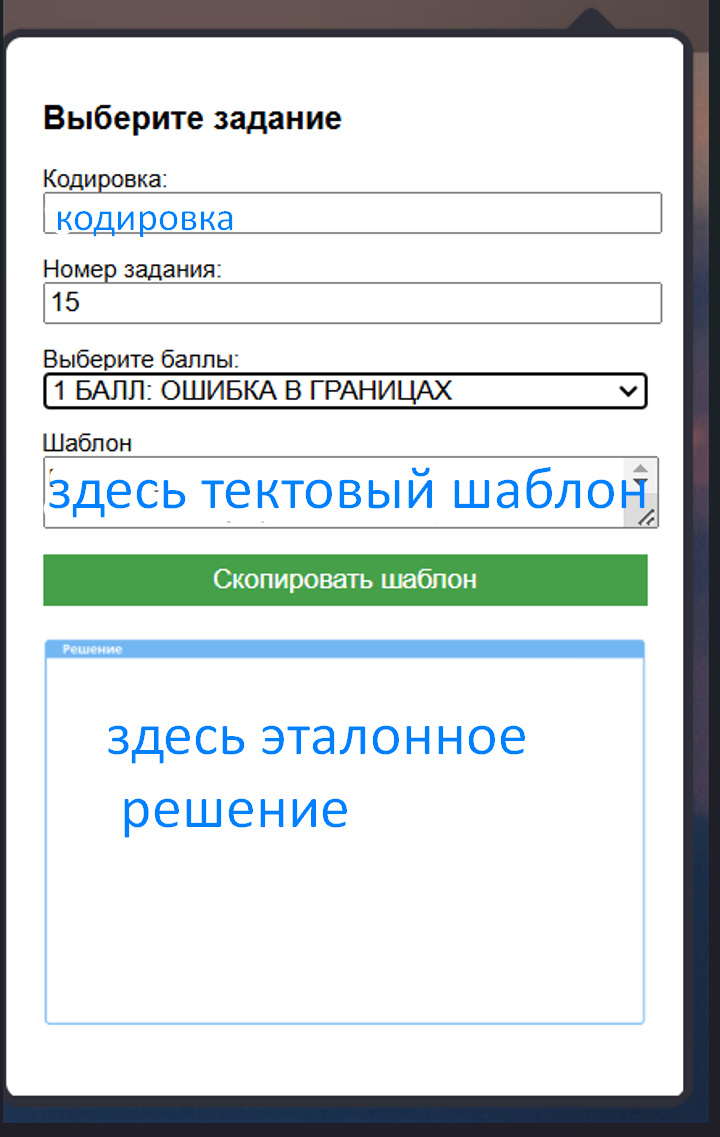 Выберите задание
Кодировка:
кодировка
Номер задания:
15
Выберите баллы:
1 БАЛЛ: ОШИБКА В ГРАНИЦАХ
Шаблон
здесь тектовый шаблон
Скопировать шаблон
Решение
здесь эталонное
решение